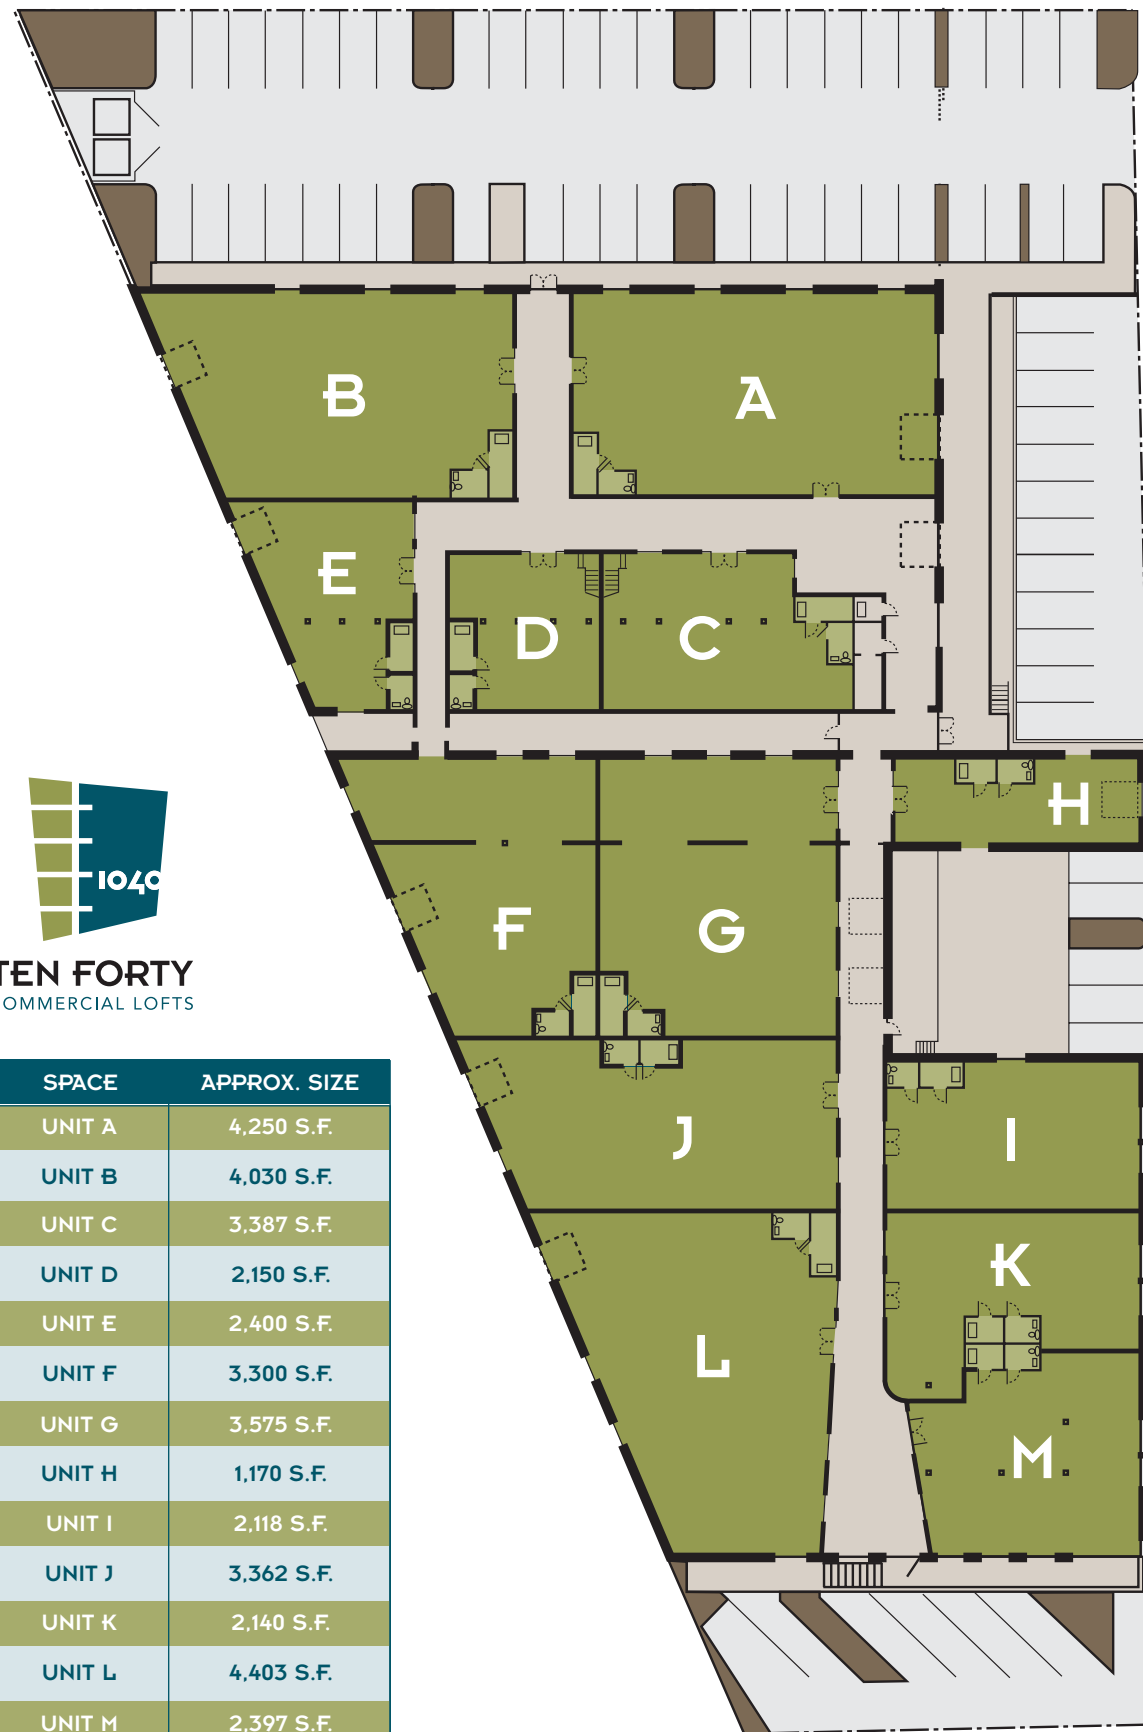 B
A
E
D
C
H
1040
F
G
TEN FORTY
OMMERCIAL LOFTS
J
I
K
L
M
SPACE APPROX. SIZE
UNIT A 4,250 S.F.
UNIT B 4,030 S.F.
UNIT C 3,387 S.F.
UNIT D 2,150 S.F.
UNIT E 2,400 S.F.
UNIT F 3,300 S.F.
UNIT G 3,575 S.F.
UNIT H 1,170 S.F.
UNIT I 2,118 S.F.
UNIT J 3,362 S.F.
UNIT K 2,140 S.F.
UNIT L 4,403 S.F.
UNIT M 2,397 S.F.